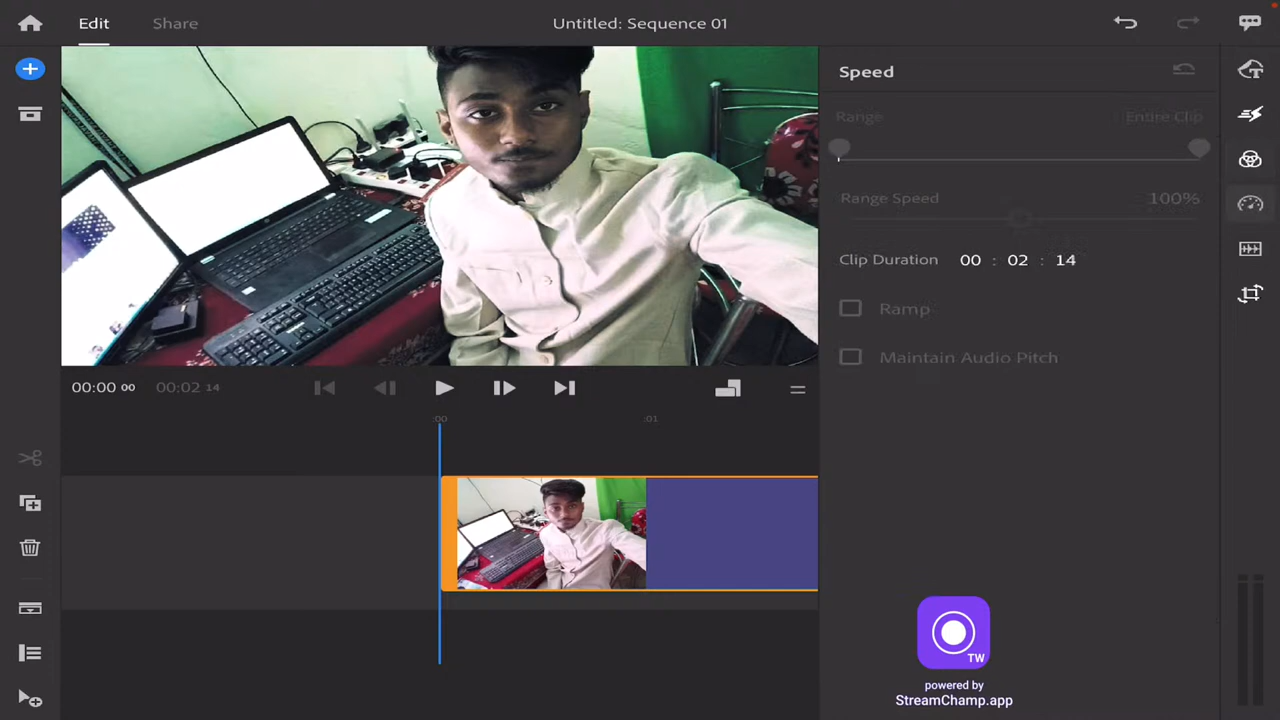 Edit
Share
Untitled: Sequence 01
Speed
Range
Entire Clip
Range Speed
100%
Clip Duration 00 : 02 : 14
Ramp
Maintain Audio Pitch
00:00 00
00:02 14
:00
:01
TW
powered by
StreamChamp.app